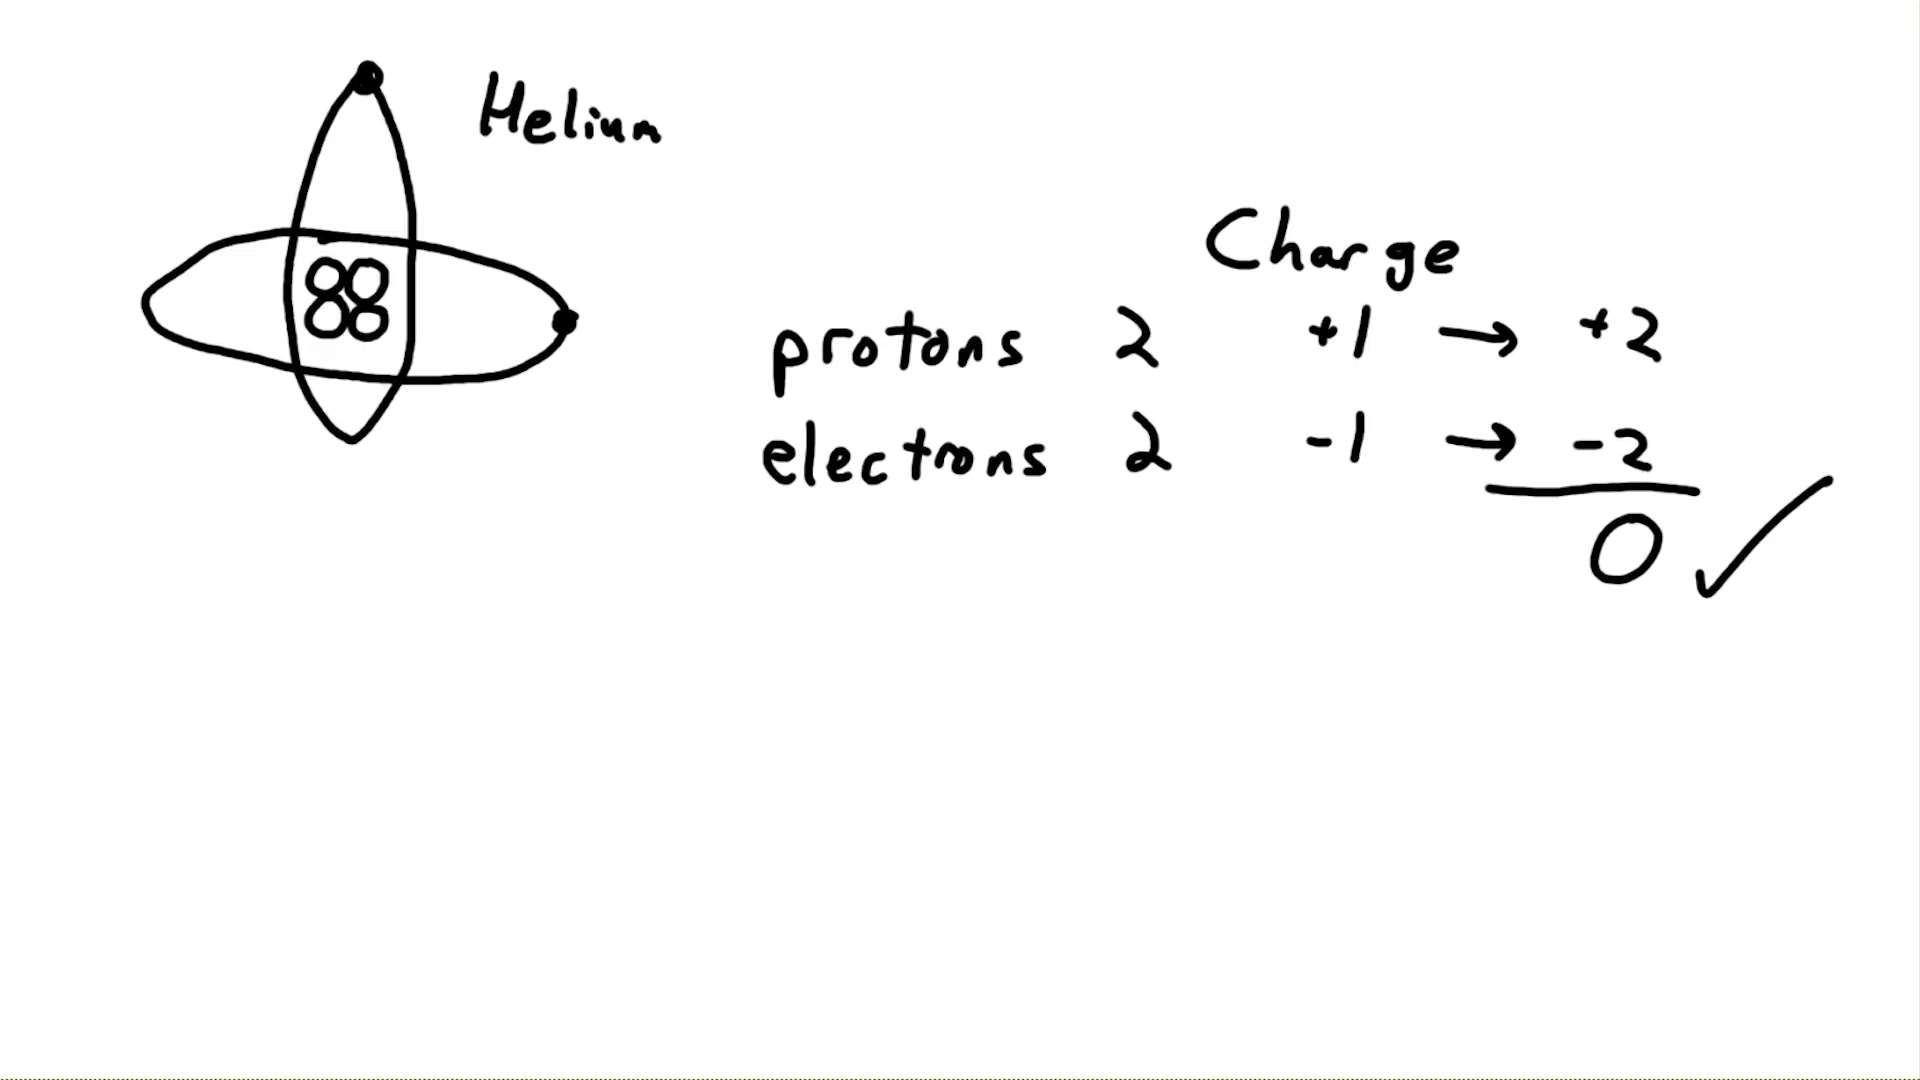 Helium
Charge
protons 2 +1 → +2
electrons 2 -1 → -2
0 ✓